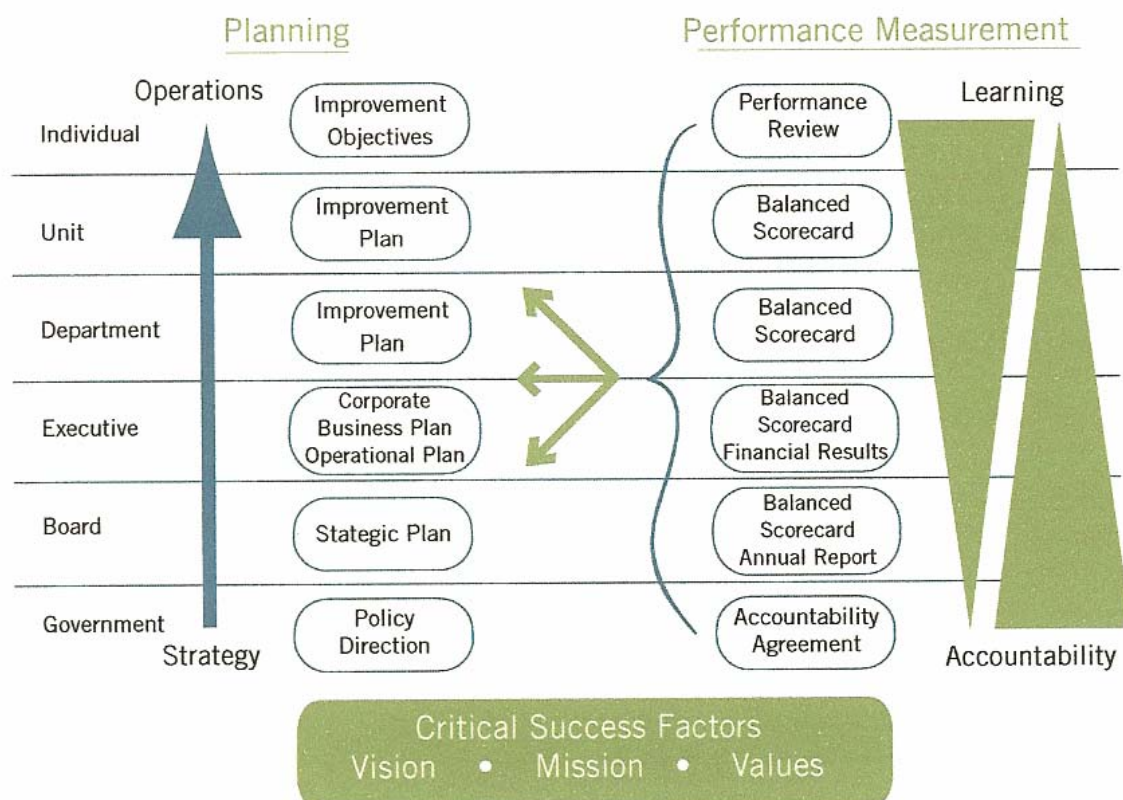 Planning
Performance Measurement
Operations
Learning
Individual
Improvement
Objectives
Performance
Review
Unit
Improvement
Plan
Balanced
Scorecard
Department
Improvement
Plan
Balanced
Scorecard
Executive
Corporate
Business Plan
Operational Plan
Balanced
Scorecard
Financial Results
Board
Stategic Plan
Balanced
Scorecard
Annual Report
Government
Policy
Direction
Accountability
Agreement
Strategy
Accountability
Critical Success Factors
Vision • Mission • Values